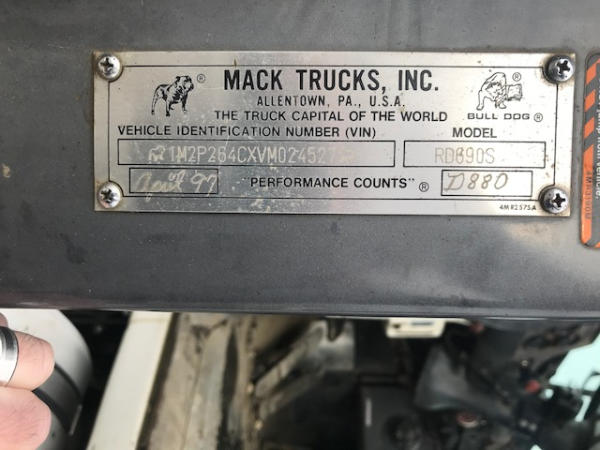 MACK TRUCKS, INC.
ALLENTOWN, PA., U.S.A.
THE TRUCK CAPITAL OF THE WORLD
BULL DOG ®
VEHICLE IDENTIFICATION NUMBER (VIN)
MODEL
1M2P264CXVM024527
RD690S
April 97
PERFORMANCE COUNTS" ®
D880
4MR2575A